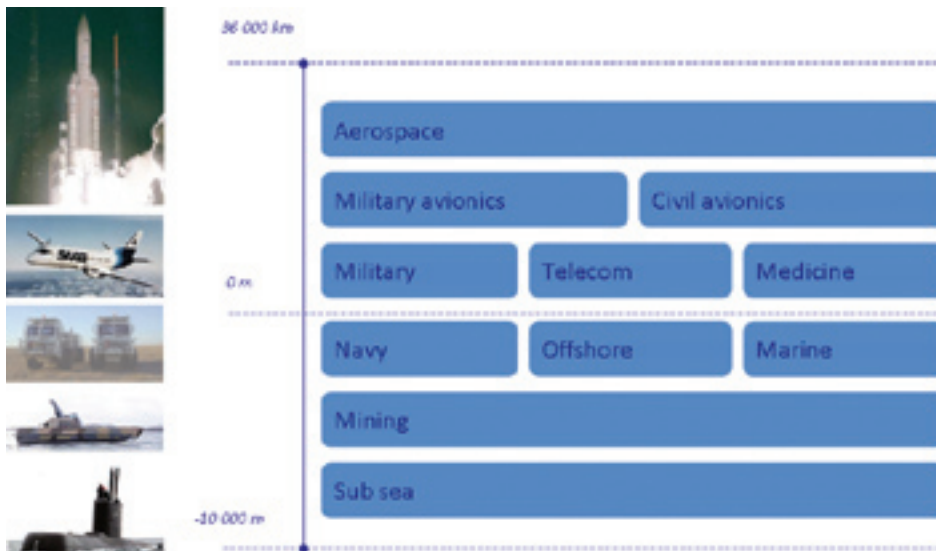 36 000 km
Aerospace
Military avionics Civil avionics
SAAB
0 m
Military Telecom Medicine
Navy Offshore Marine
Mining
Sub sea
-10 000 m